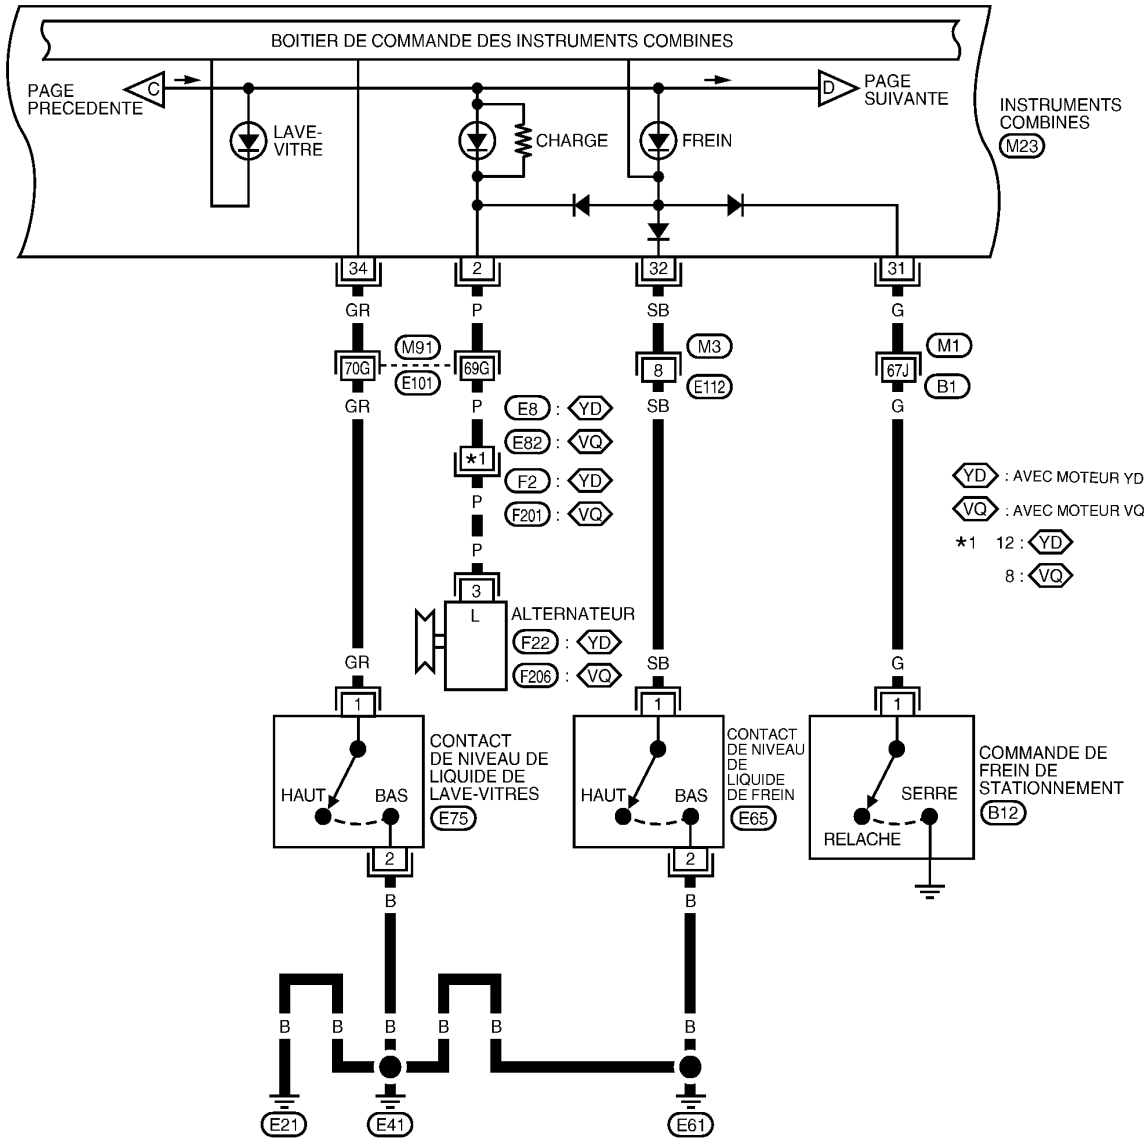 BOITIER DE COMMANDE DES INSTRUMENTS COMBINES
PAGE
PRECEDENTE
C
D
PAGE
SUIVANTE
LAVE-
VITRE
CHARGE
FREIN
INSTRUMENTS
COMBINES
M23
34
2
32
31
GR
P
SB
G
70G
M91
E101
69G
8
M3
E112
67J
M1
B1
GR
P
SB
G
E8 : YD
E82 : VQ
*1
F2 : YD
F201 : VQ
P
P
YD : AVEC MOTEUR YD
VQ : AVEC MOTEUR VQ
*1 12 : YD
8 : VQ
3
L
ALTERNATEUR
F22 : YD
F206 : VQ
GR
SB
G
1
1
1
HAUT
BAS
CONTACT
DE NIVEAU DE
LIQUIDE DE
LAVE-VITRES
E75
HAUT
BAS
CONTACT
DE NIVEAU
DE
LIQUIDE
DE FREIN
E65
SERRE
RELACHE
COMMANDE DE
FREIN DE
STATIONNEMENT
B12
2
2
B
B
B
B
B
B
B
B
E21
E41
E61